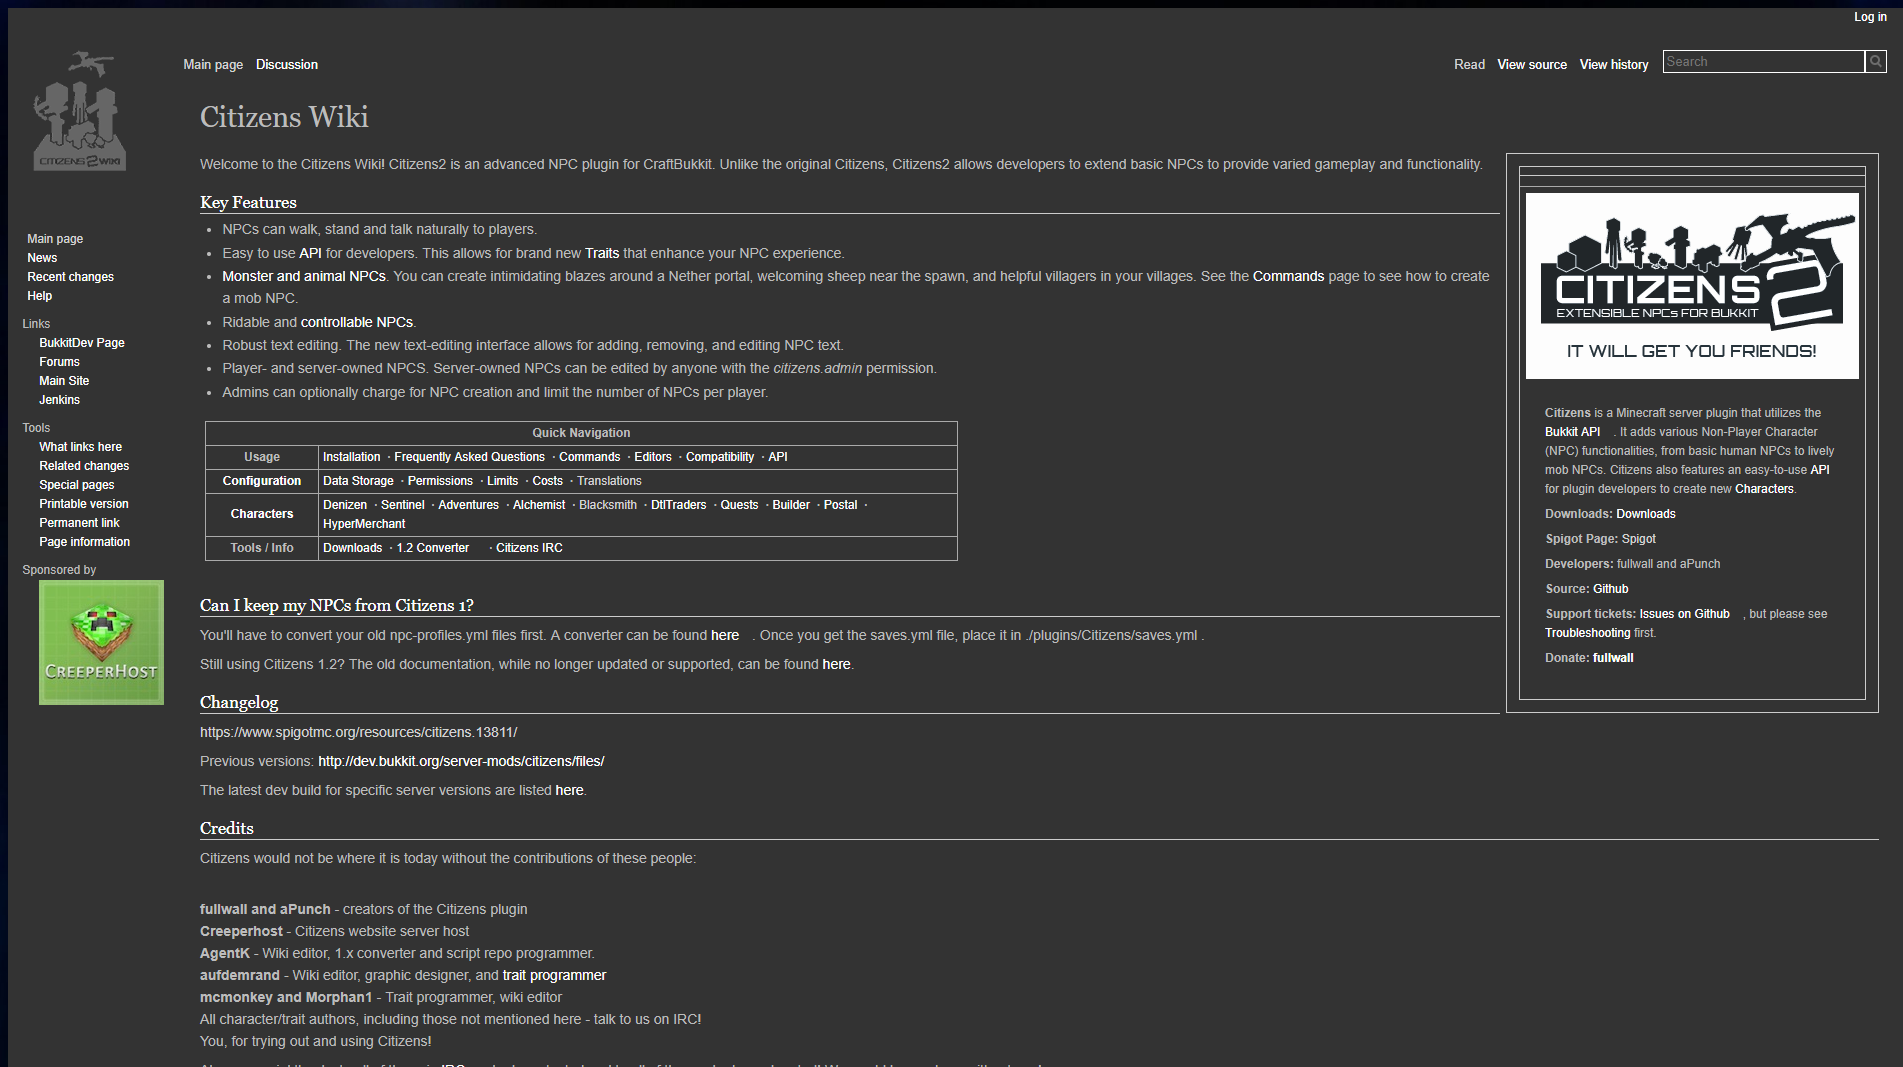 Log in
Main page Discussion
Read View source View history Search
CITIZENS 2 WIKI
Citizens Wiki
Welcome to the Citizens Wiki! Citizens2 is an advanced NPC plugin for CraftBukkit. Unlike the original Citizens, Citizens2 allows developers to extend basic NPCs to provide varied gameplay and functionality.
Key Features
• NPCs can walk, stand and talk naturally to players.
• Easy to use API for developers. This allows for brand new Traits that enhance your NPC experience.
• Monster and animal NPCs. You can create intimidating blazes around a Nether portal, welcoming sheep near the spawn, and helpful villagers in your villages. See the Commands page to see how to create
a mob NPC.
• Ridable and controllable NPCs.
• Robust text editing. The new text-editing interface allows for adding, removing, and editing NPC text.
• Player- and server-owned NPCS. Server-owned NPCs can be edited by anyone with the citizens.admin permission.
• Admins can optionally charge for NPC creation and limit the number of NPCs per player.
Quick Navigation
Usage Installation · Frequently Asked Questions · Commands · Editors · Compatibility · API
Configuration Data Storage · Permissions · Limits · Costs · Translations
Characters Denizen · Sentinel · Adventures · Alchemist · Blacksmith · DtlTraders · Quests · Builder · Postal ·
HyperMerchant
Tools / Info Downloads · 1.2 Converter · Citizens IRC
Can I keep my NPCs from Citizens 1?
You'll have to convert your old npc-profiles.yml files first. A converter can be found here . Once you get the saves.yml file, place it in ./plugins/Citizens/saves.yml .
Still using Citizens 1.2? The old documentation, while no longer updated or supported, can be found here.
Changelog
https://www.spigotmc.org/resources/citizens.13811/
Previous versions: http://dev.bukkit.org/server-mods/citizens/files/
The latest dev build for specific server versions are listed here.
Credits
Citizens would not be where it is today without the contributions of these people:
fullwall and aPunch - creators of the Citizens plugin
Creeperhost - Citizens website server host
AgentK - Wiki editor, 1.x converter and script repo programmer.
aufdemrand - Wiki editor, graphic designer, and trait programmer
mcmonkey and Morphan1 - Trait programmer, wiki editor
All character/trait authors, including those not mentioned here - talk to us on IRC!
You, for trying out and using Citizens!
CITIZENS 2
EXTENSIBLE NPCs FOR BUKKIT
IT WILL GET YOU FRIENDS!
Citizens is a Minecraft server plugin that utilizes the
Bukkit API . It adds various Non-Player Character
(NPC) functionalities, from basic human NPCs to lively
mob NPCs. Citizens also features an easy-to-use API
for plugin developers to create new Characters.
Downloads: Downloads
Spigot Page: Spigot
Developers: fullwall and aPunch
Source: Github
Support tickets: Issues on Github , but please see
Troubleshooting first.
Donate: fullwall
Main page
News
Recent changes
Help
Links
BukkitDev Page
Forums
Main Site
Jenkins
Tools
What links here
Related changes
Special pages
Printable version
Permanent link
Page information
Sponsored by
CREEPERHOST